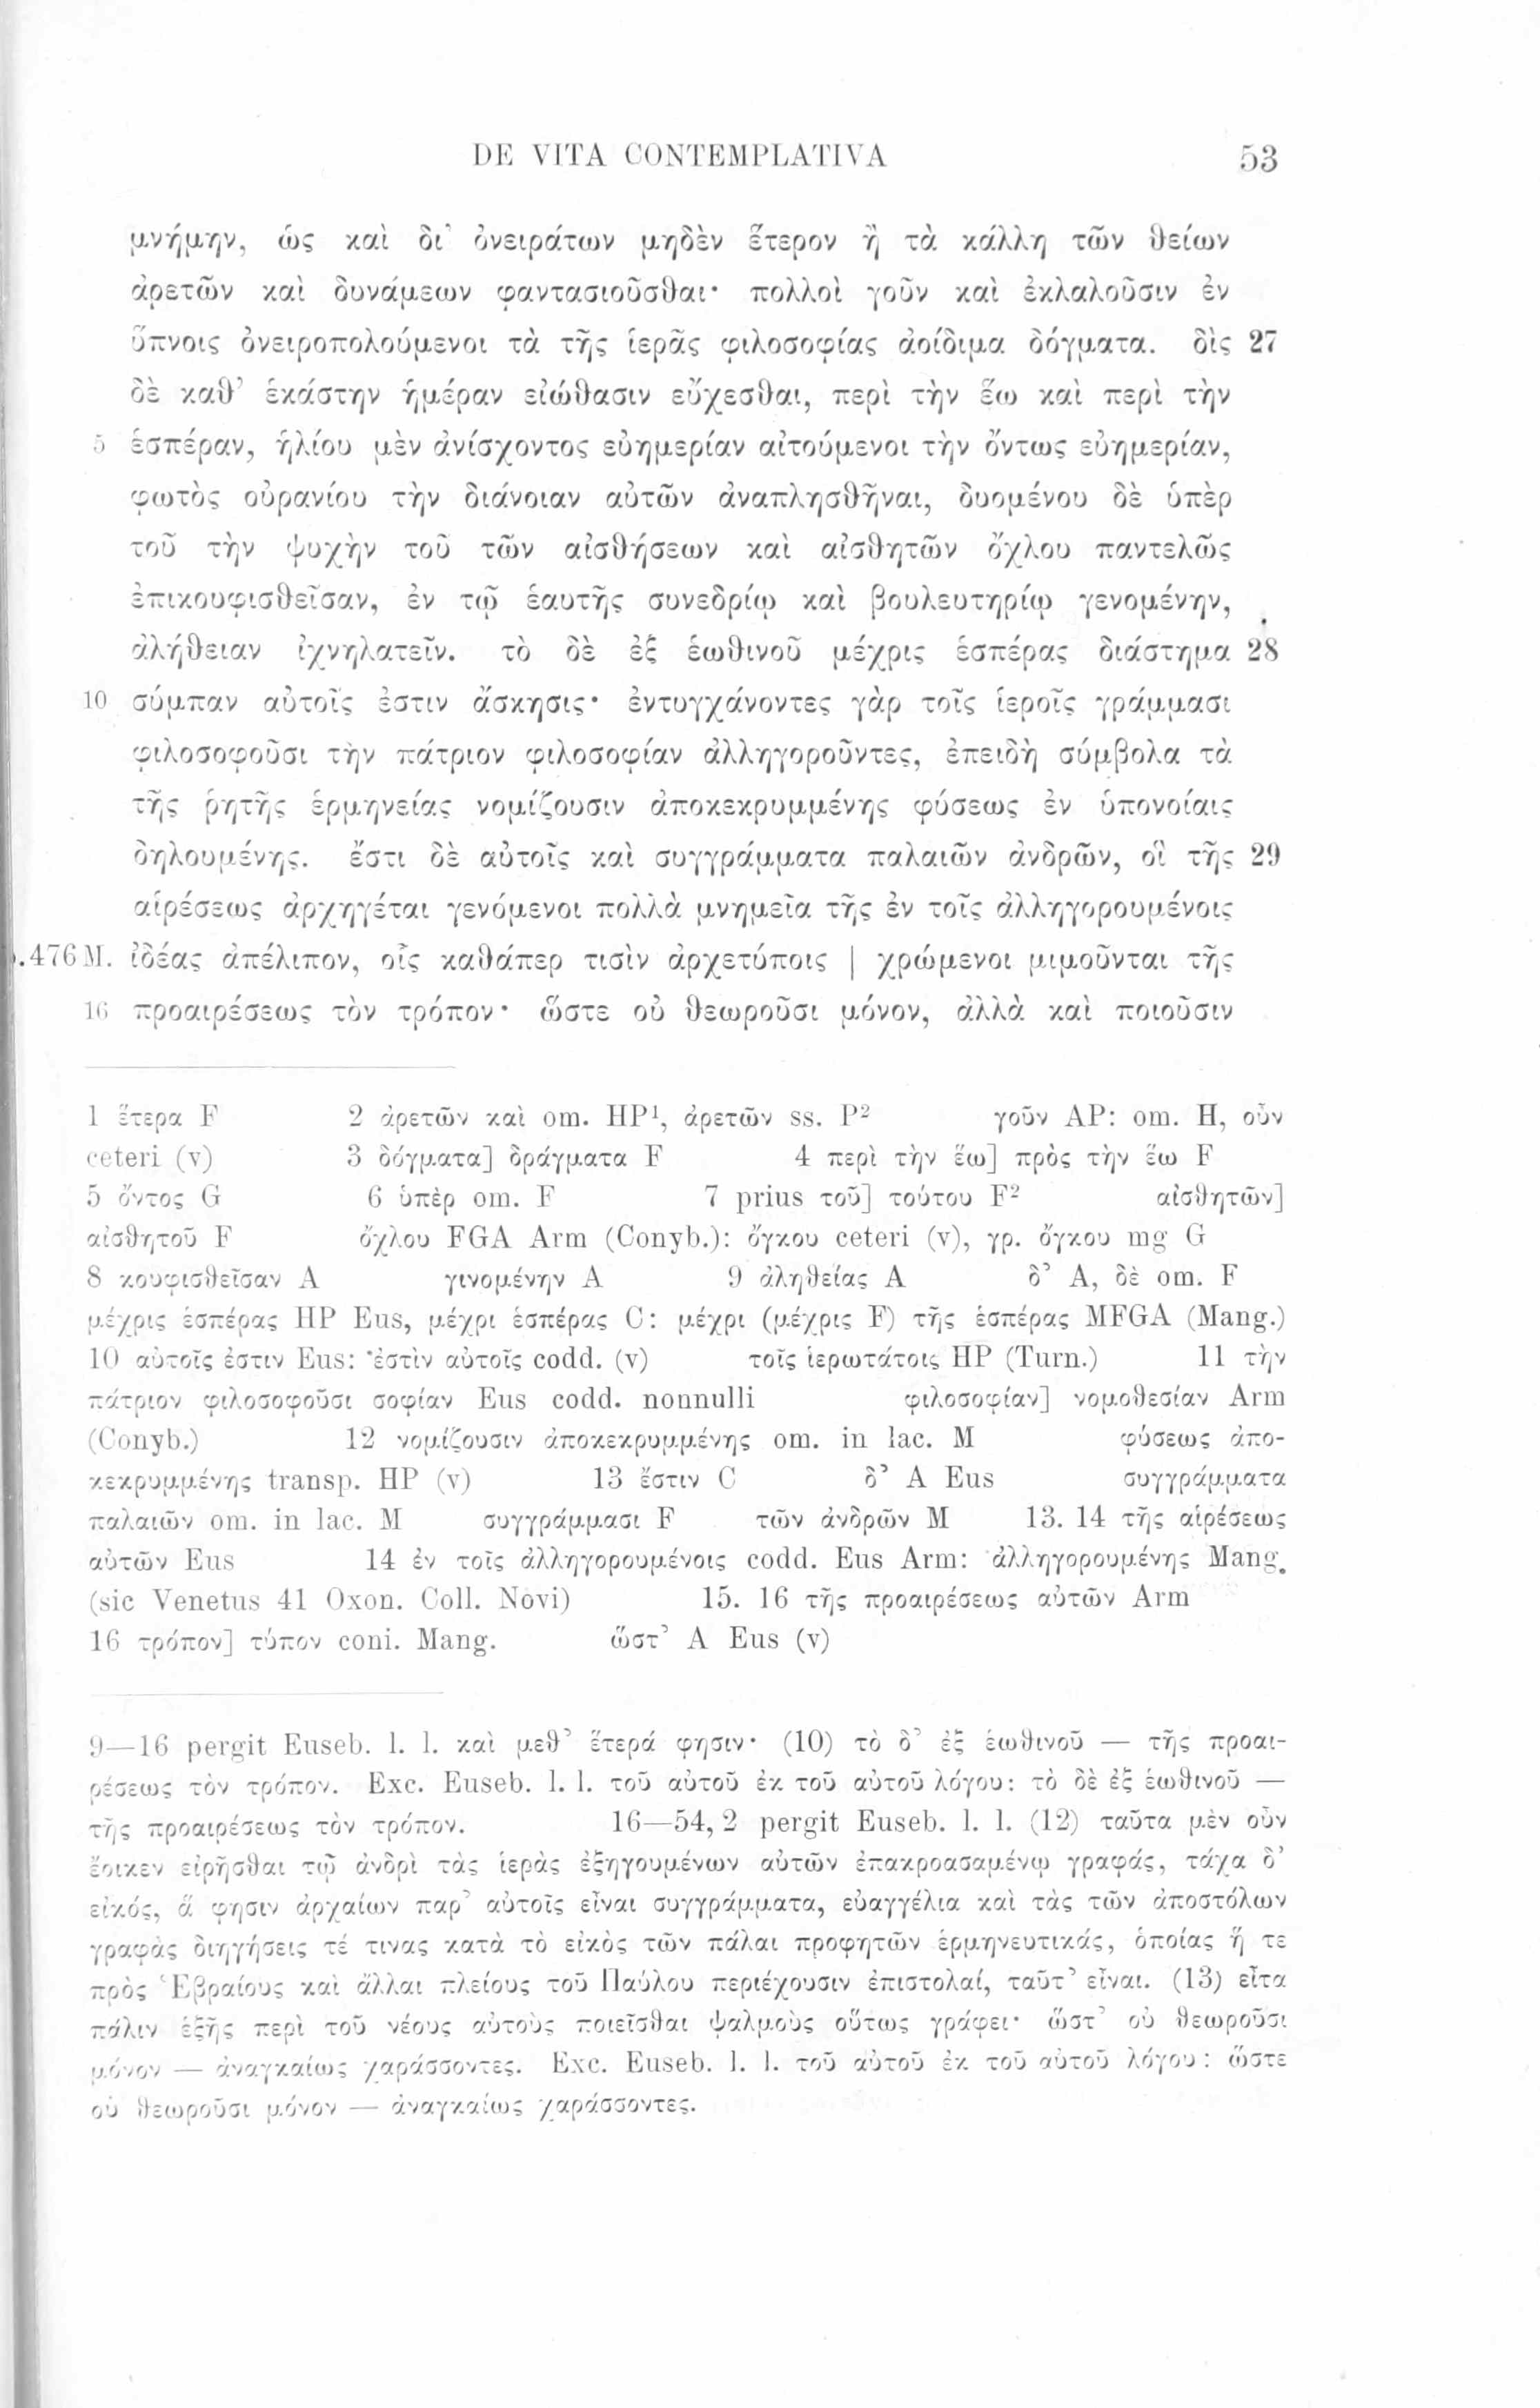 DE VITA CONTEMPLATIVA 53
μνήμην, ὡς καὶ δι᾽ ὀνειράτων μηδὲν ἕτερον ἢ τὰ κάλλη τῶν θείων
ἀρετῶν καὶ δυνάμεων φαντασιοῦσθαι· πολλοὶ γοῦν καὶ ἐκλαλοῦσιν ἐν
ὕπνοις ὀνειροπολούμενοι τὰ τῆς ἱερᾶς φιλοσοφίας ἀοίδιμα δόγματα. δὶς 27
δὲ καθ᾽ ἑκάστην ἡμέραν εἰώθασιν εὔχεσθαι, περὶ τὴν ἕω καὶ περὶ τὴν
5 ἑσπέραν, ἡλίου μὲν ἀνίσχοντος εὐημερίαν αἰτούμενοι τὴν ὄντως εὐημερίαν,
φωτὸς οὐρανίου τὴν διάνοιαν αὐτῶν ἀναπλησθῆναι, δυομένου δὲ ὑπὲρ
τοῦ τὴν ψυχὴν τοῦ τῶν αἰσθήσεων καὶ αἰσθητῶν ὄχλου παντελῶς
ἐπικουφισθεῖσαν, ἐν τῷ ἑαυτῆς συνεδρίῳ καὶ βουλευτηρίῳ γενομένην,
ἀλήθειαν ἰχνηλατεῖν. τὸ δὲ ἐξ ἑωθινοῦ μέχρις ἑσπέρας διάστημα 28
10 σύμπαν αὐτοῖς ἐστιν ἄσκησις· ἐντυγχάνοντες γὰρ τοῖς ἱεροῖς γράμμασι
φιλοσοφοῦσι τὴν πάτριον φιλοσοφίαν ἀλληγοροῦντες, ἐπειδὴ σύμβολα τὰ
τῆς ῥητῆς ἑρμηνείας νομίζουσιν ἀποκεκρυμμένης φύσεως ἐν ὑπονοίαις
δηλουμένης. ἔστι δὲ αὐτοῖς καὶ συγγράμματα παλαιῶν ἀνδρῶν, οἳ τῆς 29
αἱρέσεως ἀρχηγέται γενόμενοι πολλὰ μνημεῖα τῆς ἐν τοῖς ἀλληγορουμένοις
.476 M. ἰδέας ἀπέλιπον, οἷς καθάπερ τισὶν ἀρχετύποις | χρώμενοι μιμοῦνται τῆς
16 προαιρέσεως τὸν τρόπον· ὥστε οὐ θεωροῦσι μόνον, ἀλλὰ καὶ ποιοῦσιν
1 ἕτερα F 2 ἀρετῶν καὶ om. HP¹, ἀρετῶν ss. P² γοῦν AP: om. H, οὖν
ceteri (v) 3 δόγματα] δράγματα F 4 περὶ τὴν ἕω] πρὸς τὴν ἕω F
5 ὄντος G 6 ὑπὲρ om. F 7 prius τοῦ] τούτου F² αἰσθητῶν]
αἰσθητοῦ F ὄχλου FGA Arm (Conyb.): ὄγκου ceteri (v), γρ. ὄγκου mg G
8 κουφισθεῖσαν A γινομένην A 9 ἀληθείας A δ᾽ A, δὲ om. F
μέχρις ἑσπέρας HP Eus, μέχρι ἑσπέρας C: μέχρι (μέχρις F) τῆς ἑσπέρας MFGA (Mang.)
10 αὐτοῖς ἐστιν Eus: ἐστὶν αὐτοῖς codd. (v) τοῖς ἱερωτάτοις HP (Turn.) 11 τὴν
πάτριον φιλοσοφοῦσι σοφίαν Eus codd. nonnulli φιλοσοφίαν] νομοθεσίαν Arm
(Conyb.) 12 νομίζουσιν ἀποκεκρυμμένης om. in lac. M φύσεως ἀπο-
κεκρυμμένης transp. HP (v) 13 ἔστιν C δ᾽ A Eus συγγράμματα
παλαιῶν om. in lac. M συγγράμμασι F τῶν ἀνδρῶν M 13. 14 τῆς αἱρέσεως
αὐτῶν Eus 14 ἐν τοῖς ἀλληγορουμένοις codd. Eus Arm: ἀλληγορουμένης Mang.
(sic Venetus 41 Oxon. Coll. Novi) 15. 16 τῆς προαιρέσεως αὐτῶν Arm
16 τρόπον] τύπον coni. Mang. ὥστ᾽ A Eus (v)
9—16 pergit Euseb. l. l. καὶ μεθ᾽ ἕτερά φησιν· (10) τὸ δ᾽ ἐξ ἑωθινοῦ — τῆς προαι-
ρέσεως τὸν τρόπον. Exc. Euseb. l. l. τοῦ αὐτοῦ ἐκ τοῦ αὐτοῦ λόγου: τὸ δὲ ἐξ ἑωθινοῦ —
τῆς προαιρέσεως τὸν τρόπον. 16—54, 2 pergit Euseb. l. l. (12) ταῦτα μὲν οὖν
ἔοικεν εἰρῆσθαι τῷ ἀνδρὶ τὰς ἱερὰς ἐξηγουμένων αὐτῶν ἐπακροασαμένῳ γραφάς, τάχα δ᾽
εἰκός, ἅ φησιν ἀρχαίων παρ᾽ αὐτοῖς εἶναι συγγράμματα, εὐαγγέλια καὶ τὰς τῶν ἀποστόλων
γραφὰς διηγήσεις τέ τινας κατὰ τὸ εἰκὸς τῶν πάλαι προφητῶν ἑρμηνευτικάς, ὁποίας ἥ τε
πρὸς Ἑβραίους καὶ ἄλλαι πλείους τοῦ Παύλου περιέχουσιν ἐπιστολαί, ταῦτ᾽ εἶναι. (13) εἶτα
πάλιν ἑξῆς περὶ τοῦ νέους αὐτοὺς ποιεῖσθαι ψαλμοὺς οὕτως γράφει· ὥστ᾽ οὐ θεωροῦσι
μόνον — ἀναγκαίως χαράσσοντες. Exc. Euseb. l. l. τοῦ αὐτοῦ ἐκ τοῦ αὐτοῦ λόγου: ὥστε
οὐ θεωροῦσι μόνον — ἀναγκαίως χαράσσοντες.